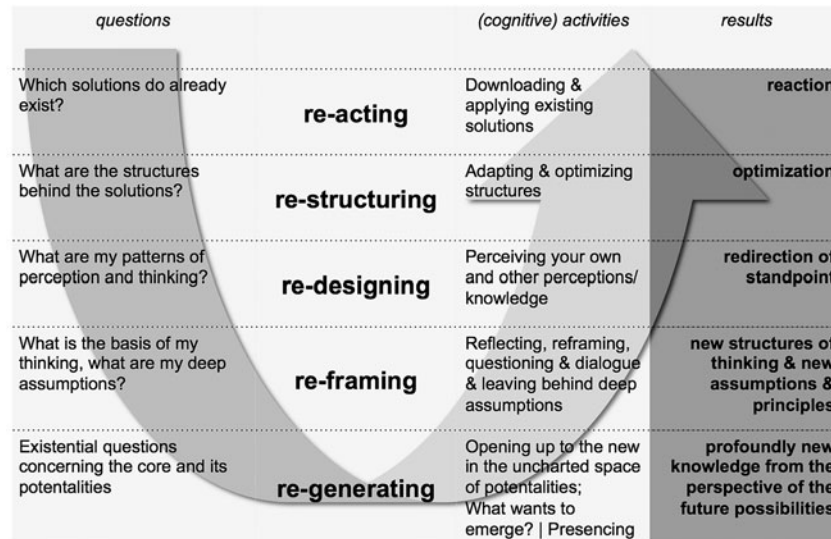 questions
(cognitive) activities
results
Which solutions do already
exist?
re-acting
Downloading &
applying existing
solutions
reaction
What are the structures
behind the solutions?
re-structuring
Adapting & optimizing
structures
optimization
What are my patterns of
perception and thinking?
re-designing
Perceiving your own
and other perceptions/
knowledge
redirection of
standpoint
What is the basis of my
thinking, what are my deep
assumptions?
re-framing
Reflecting, reframing,
questioning & dialogue
& leaving behind deep
assumptions
new structures of
thinking & new
assumptions &
principles
Existential questions
concerning the core and its
potentalities
re-generating
Opening up to the new
in the uncharted space
of potentalities;
What wants to
emerge? | Presencing
profoundly new
knowledge from the
perspective of the
future possibilities